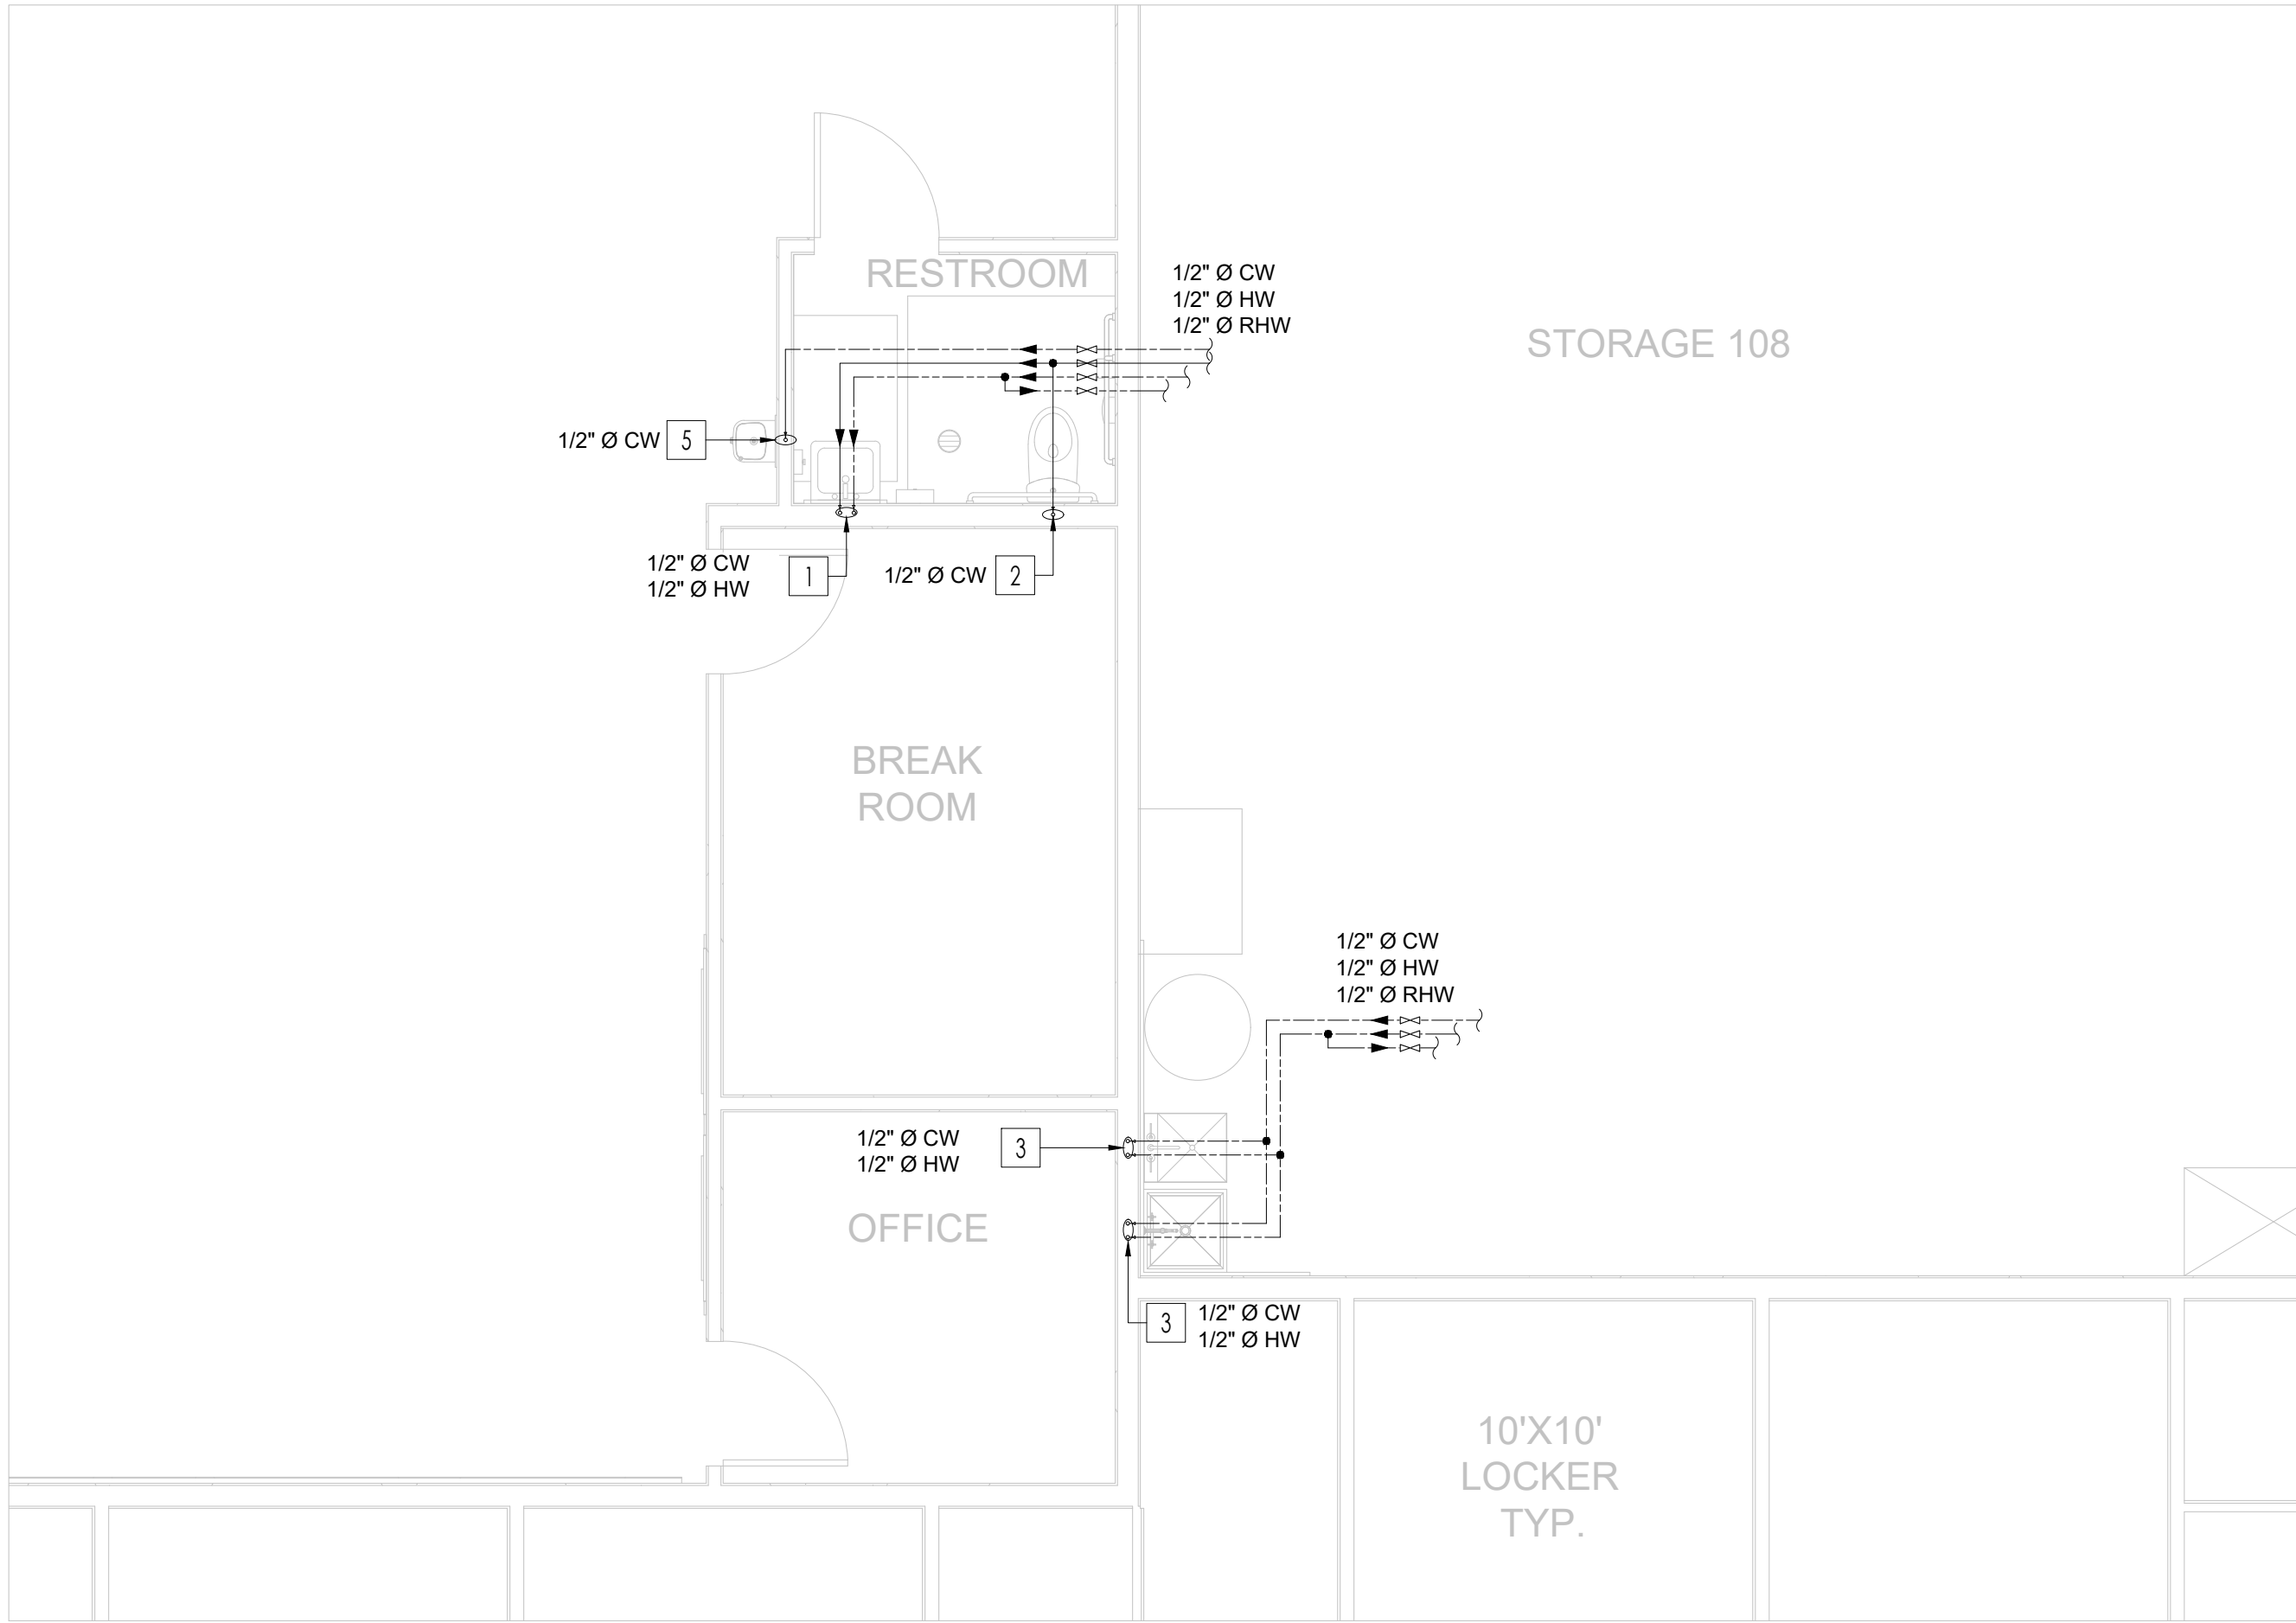 RESTROOM
1/2" Ø CW
1/2" Ø HW
1/2" Ø RHW
STORAGE 108
1/2" Ø CW 5
1/2" Ø CW
1/2" Ø HW
1
1/2" Ø CW 2
BREAK
ROOM
1/2" Ø CW
1/2" Ø HW
1/2" Ø RHW
1/2" Ø CW
1/2" Ø HW
3
OFFICE
3
1/2" Ø CW
1/2" Ø HW
10'X10'
LOCKER
TYP.